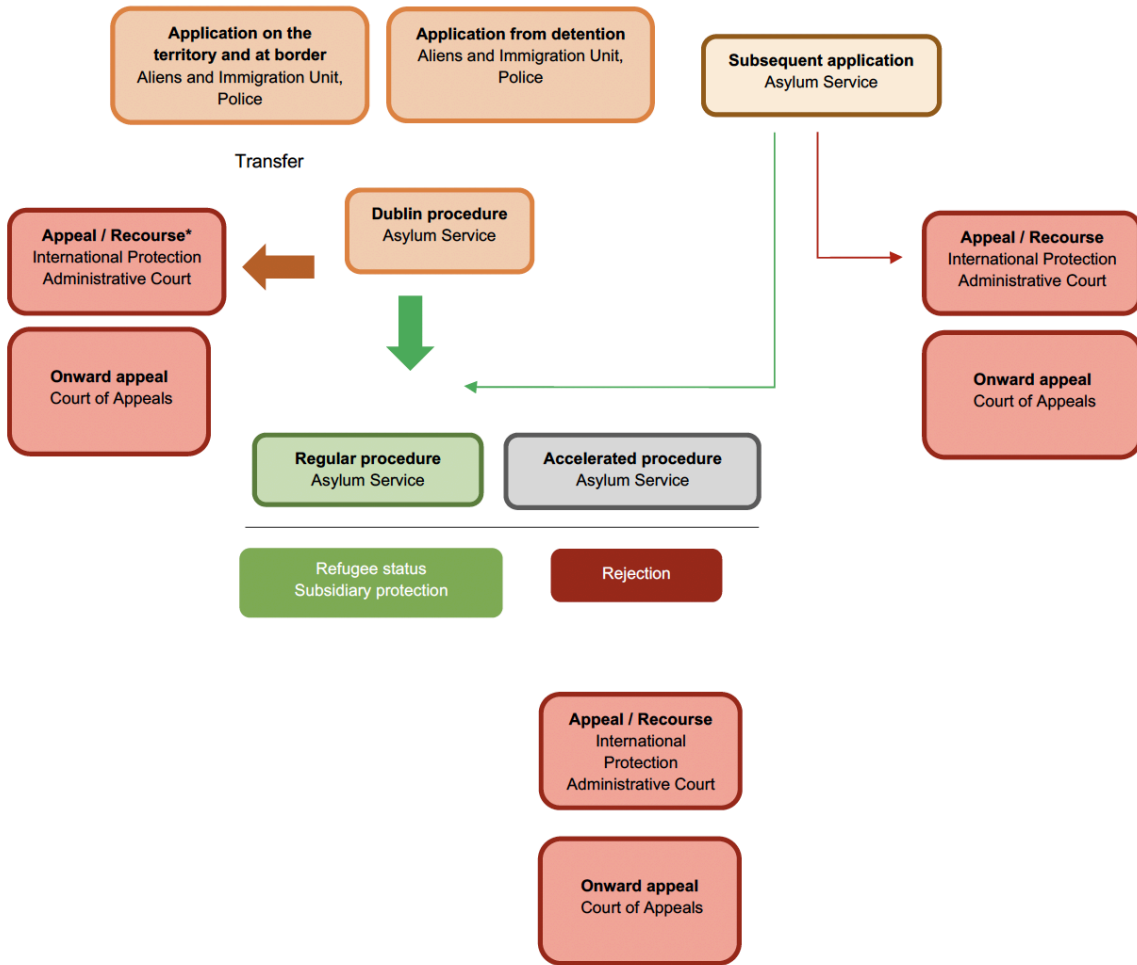 Application on the
territory and at border
Aliens and Immigration Unit,
Police
Application from detention
Aliens and Immigration Unit,
Police
Subsequent application
Asylum Service
Transfer
Dublin procedure
Asylum Service
Appeal / Recourse*
International Protection
Administrative Court
Appeal / Recourse
International Protection
Administrative Court
Onward appeal
Court of Appeals
Onward appeal
Court of Appeals
Regular procedure
Asylum Service
Accelerated procedure
Asylum Service
Refugee status
Subsidiary protection
Rejection
Appeal / Recourse
International
Protection
Administrative Court
Onward appeal
Court of Appeals